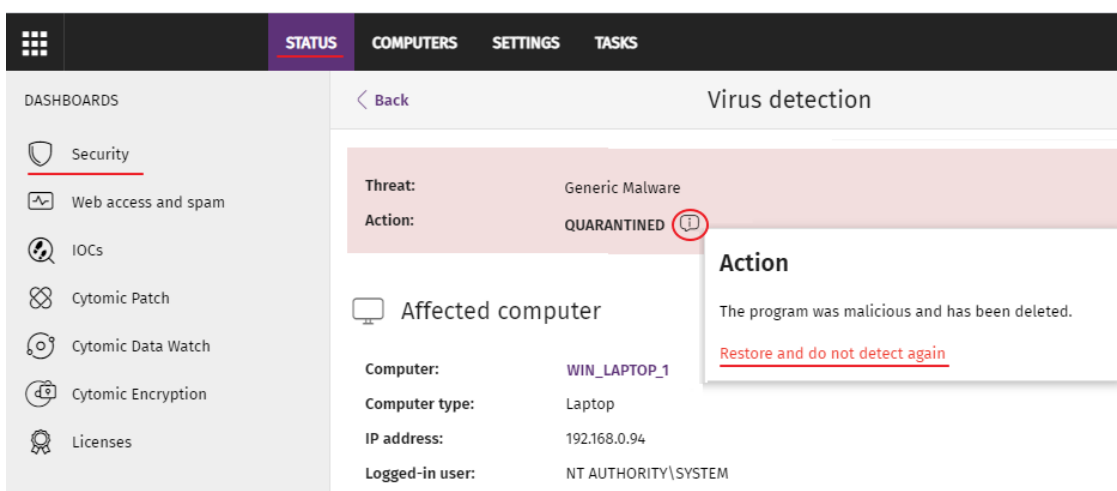 STATUS COMPUTERS SETTINGS TASKS
DASHBOARDS
Security
Web access and spam
IOCs
Cytomic Patch
Cytomic Data Watch
Cytomic Encryption
Licenses
Back Virus detection
Threat: Generic Malware
Action: QUARANTINED
Action
The program was malicious and has been deleted.
Restore and do not detect again
Affected computer
Computer: WIN_LAPTOP_1
Computer type: Laptop
IP address: 192.168.0.94
Logged-in user: NT AUTHORITY\SYSTEM